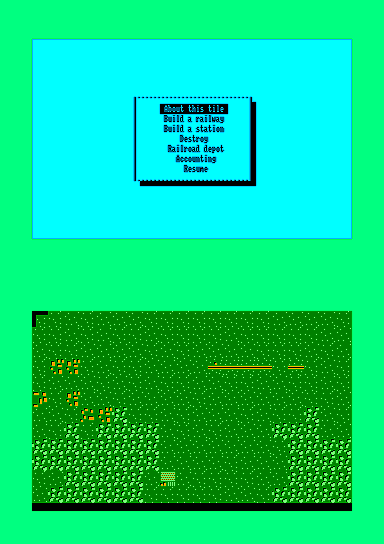 About this tile
Build a railway
Build a station
Destroy
Railroad depot
Accounting
Resume